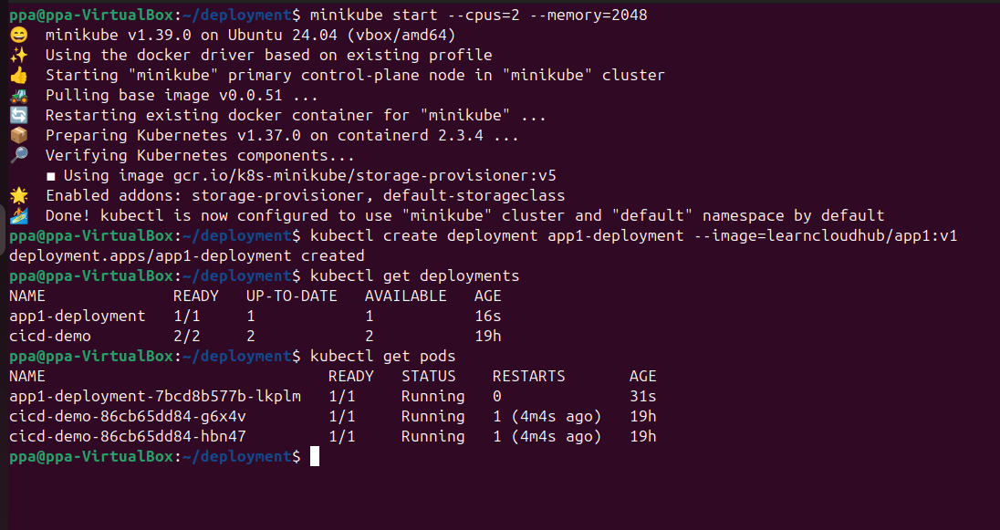 ppa@ppa-VirtualBox:~/deployment$ minikube start --cpus=2 --memory=2048
😄 minikube v1.39.0 on Ubuntu 24.04 (vbox/amd64)
✨ Using the docker driver based on existing profile
👍 Starting "minikube" primary control-plane node in "minikube" cluster
🚜 Pulling base image v0.0.51 ...
🔄 Restarting existing docker container for "minikube" ...
📦 Preparing Kubernetes v1.37.0 on containerd 2.3.4 ...
🔎 Verifying Kubernetes components...
▪ Using image gcr.io/k8s-minikube/storage-provisioner:v5
🌟 Enabled addons: storage-provisioner, default-storageclass
🏄 Done! kubectl is now configured to use "minikube" cluster and "default" namespace by default
ppa@ppa-VirtualBox:~/deployment$ kubectl create deployment app1-deployment --image=learncloudhub/app1:v1
deployment.apps/app1-deployment created
ppa@ppa-VirtualBox:~/deployment$ kubectl get deployments
NAME READY UP-TO-DATE AVAILABLE AGE
app1-deployment 1/1 1 1 16s
cicd-demo 2/2 2 2 19h
ppa@ppa-VirtualBox:~/deployment$ kubectl get pods
NAME READY STATUS RESTARTS AGE
app1-deployment-7bcd8b577b-lkplm 1/1 Running 0 31s
cicd-demo-86cb65dd84-g6x4v 1/1 Running 1 (4m4s ago) 19h
cicd-demo-86cb65dd84-hbn47 1/1 Running 1 (4m4s ago) 19h
ppa@ppa-VirtualBox:~/deployment$